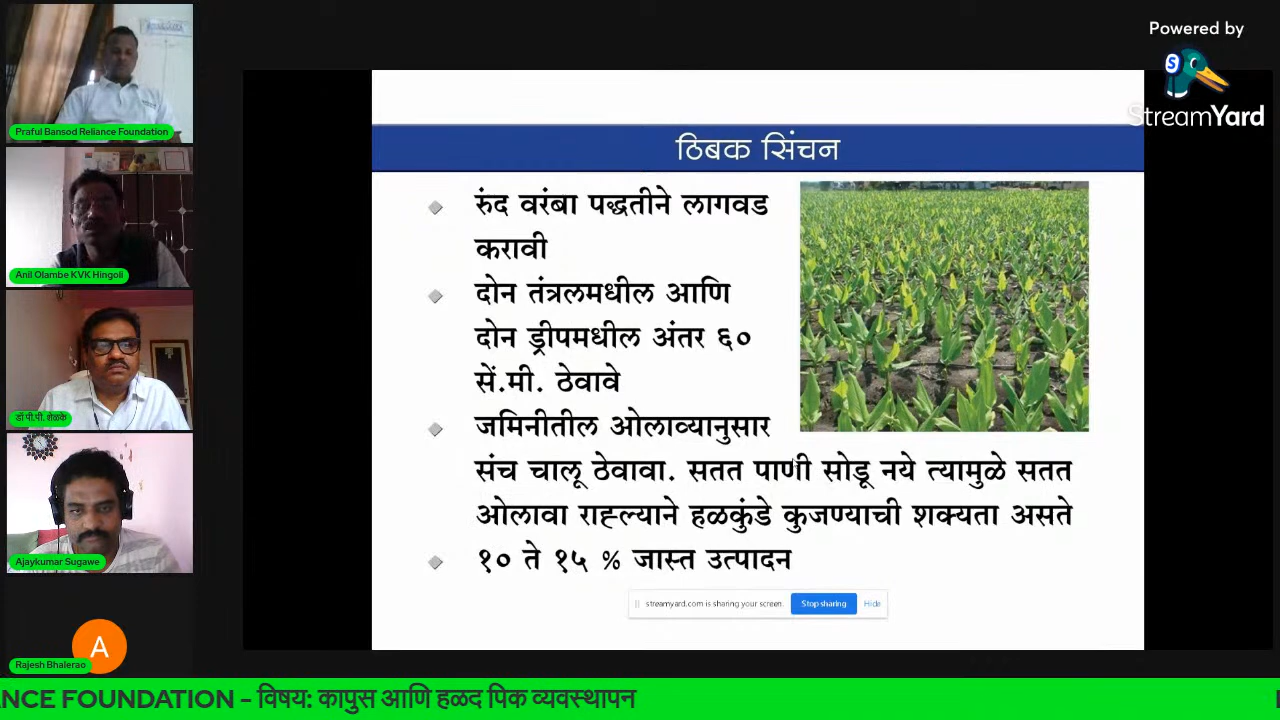 Powered by
StreamYard
Praful Bansod Reliance Foundation
Anil Olambe KVK Hingoli
डॉ पी.पी. शेळके
Ajaykumar Sugawe
A
Rajesh Bhalerao
ठिबक सिंचन
रुंद वरंबा पद्धतीने लागवड
करावी
दोन तंत्रलमधील आणि
दोन ड्रीपमधील अंतर ६०
सें.मी. ठेवावे
जमिनीतील ओलाव्यानुसार
संच चालू ठेवावा. सतत पाणी सोडू नये त्यामुळे सतत
ओलावा राहल्याने हळकुंडे कुजण्याची शक्यता असते
१० ते १५ % जास्त उत्पादन
streamyard.com is sharing your screen.
Stop sharing
Hide
ANCE FOUNDATION - विषय: कापुस आणि हळद पिक व्यवस्थापन